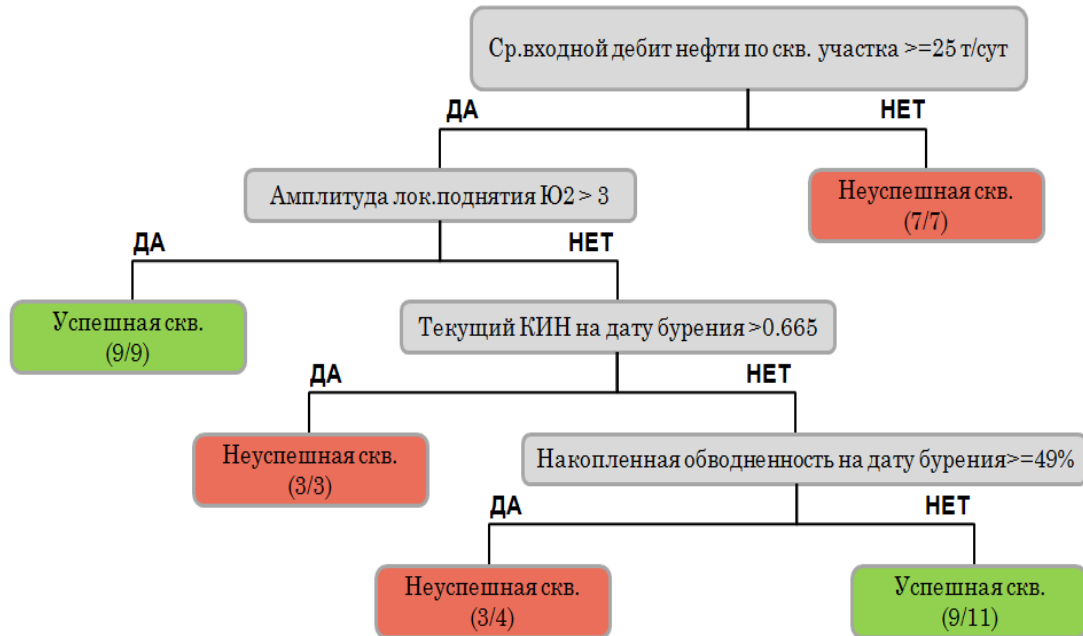 Ср.входной дебит нефти по скв. участка >=25 т/сут
ДА
НЕТ
Амплитуда лок.поднятия Ю2 > 3
Неуспешная скв.
(7/7)
ДА
НЕТ
Успешная скв.
(9/9)
Текущий КИН на дату бурения >0.665
ДА
НЕТ
Неуспешная скв.
(3/3)
Накопленная обводненность на дату бурения>=49%
ДА
НЕТ
Неуспешная скв.
(3/4)
Успешная скв.
(9/11)